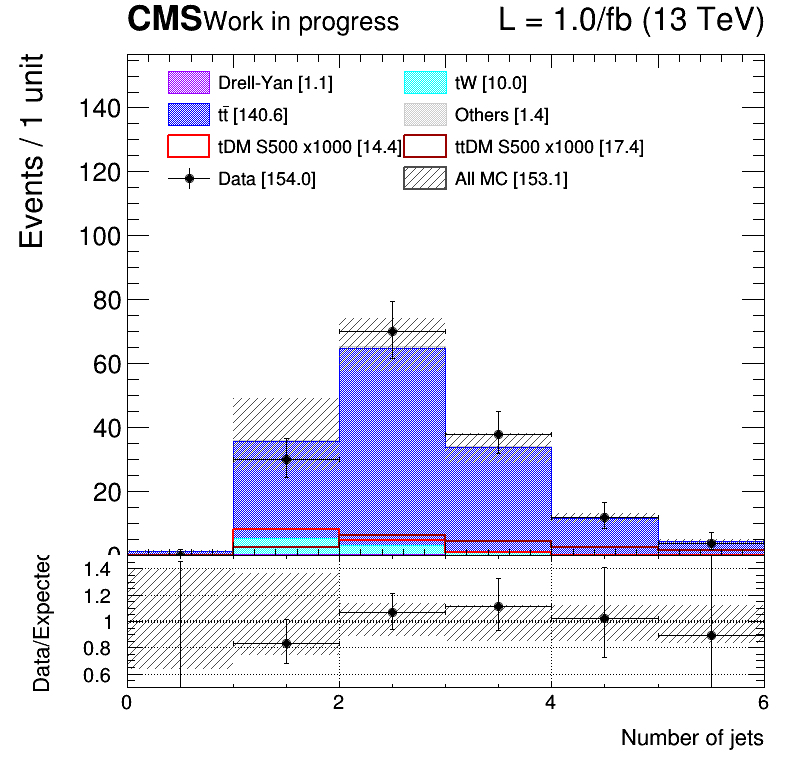 CMS Work in progress L = 1.0/fb (13 TeV)
Events / 1 unit
Drell-Yan [1.1] tW [10.0]
tt̄ [140.6] Others [1.4]
tDM S500 x1000 [14.4] ttDM S500 x1000 [17.4]
Data [154.0] All MC [153.1]
140
120
100
80
60
40
20
0
Data/Expected
1.4
1.2
1
0.8
0.6
0 2 4 6
Number of jets